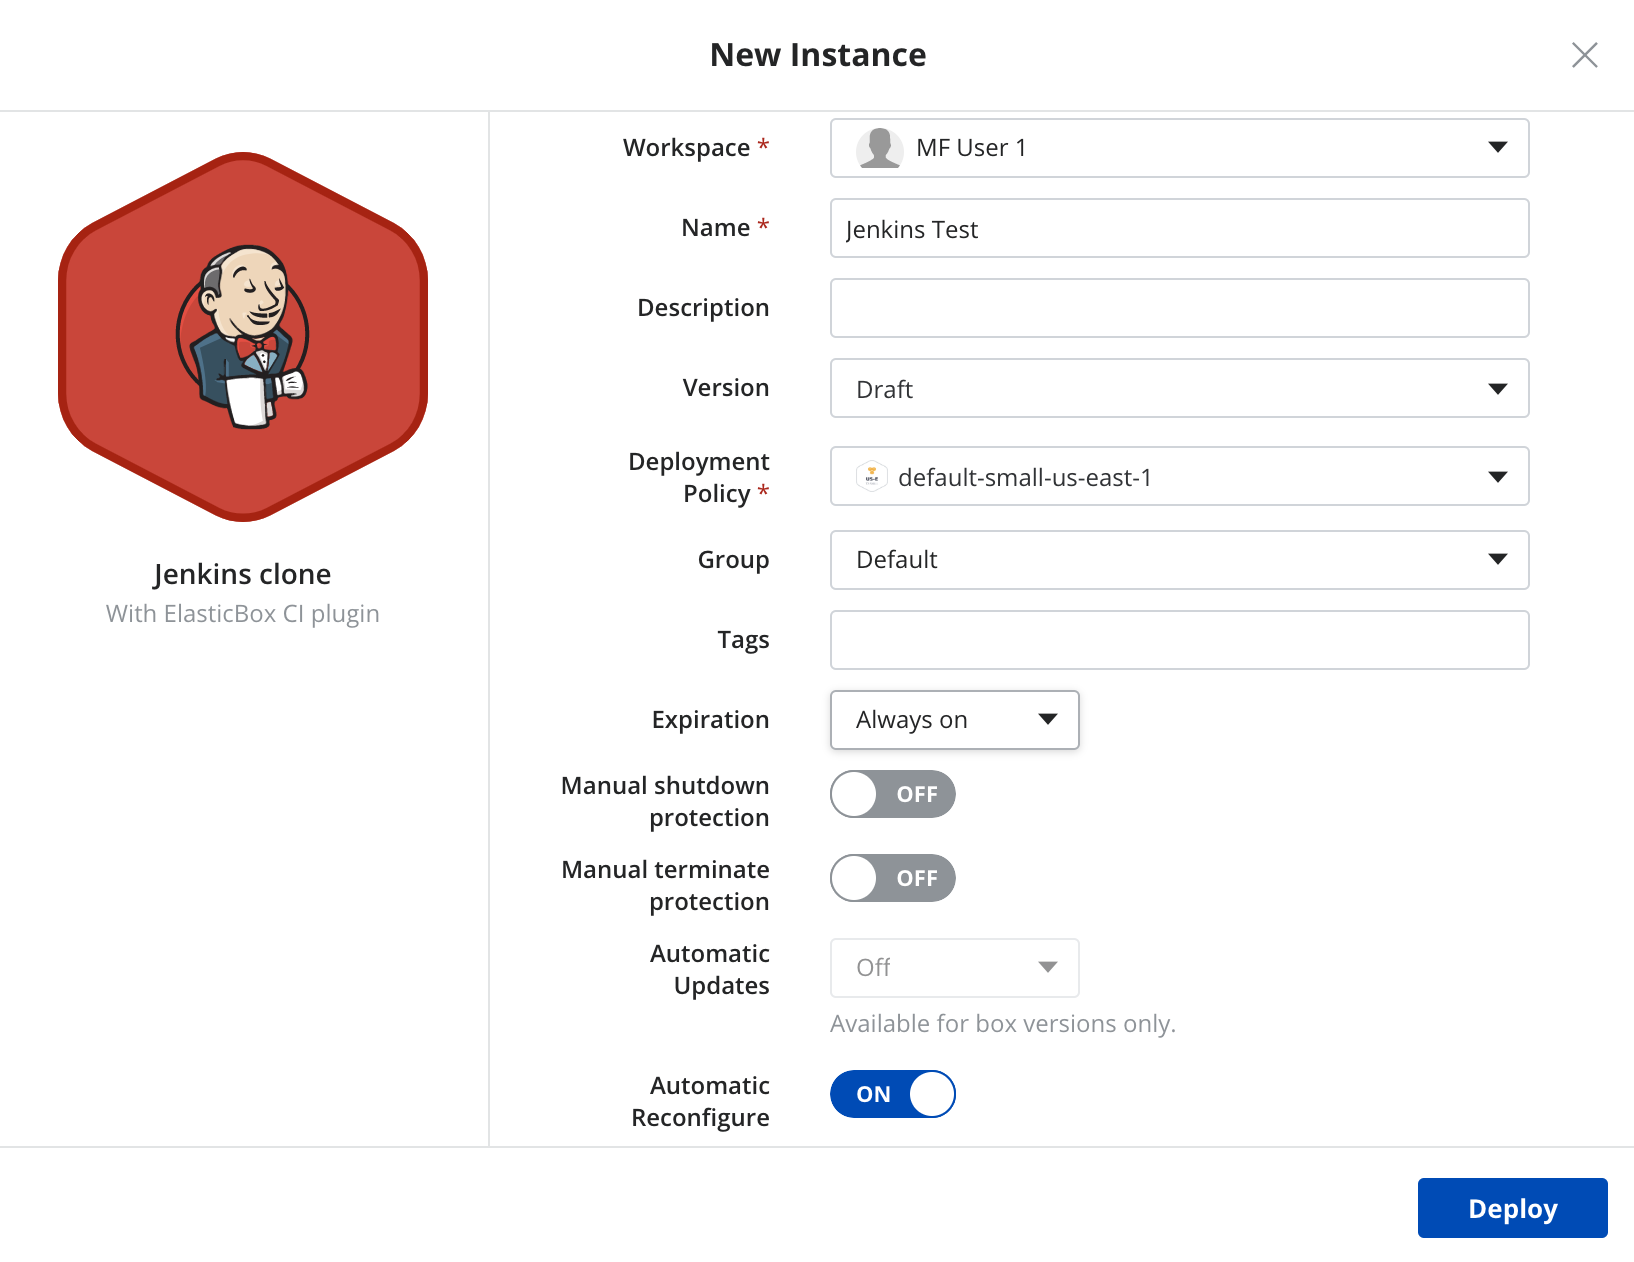 New Instance
Jenkins clone
With ElasticBox CI plugin
Workspace *
MF User 1
Name *
Jenkins Test
Description
Version
Draft
Deployment
Policy *
default-small-us-east-1
Group
Default
Tags
Expiration
Always on
Manual shutdown
protection
OFF
Manual terminate
protection
OFF
Automatic
Updates
Off
Available for box versions only.
Automatic
Reconfigure
ON
Deploy